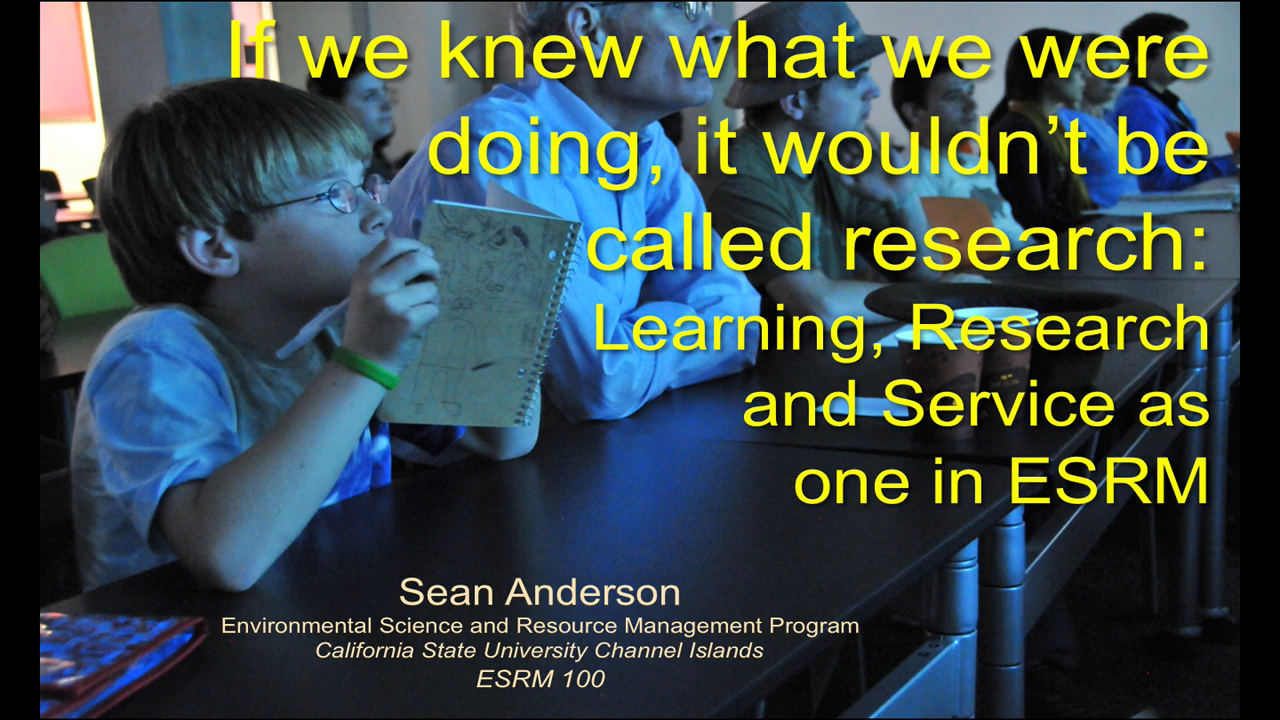 If we knew what we were
doing, it wouldn’t be
called research:
Learning, Research
and Service as
one in ESRM
Sean Anderson
Environmental Science and Resource Management Program
California State University Channel Islands
ESRM 100